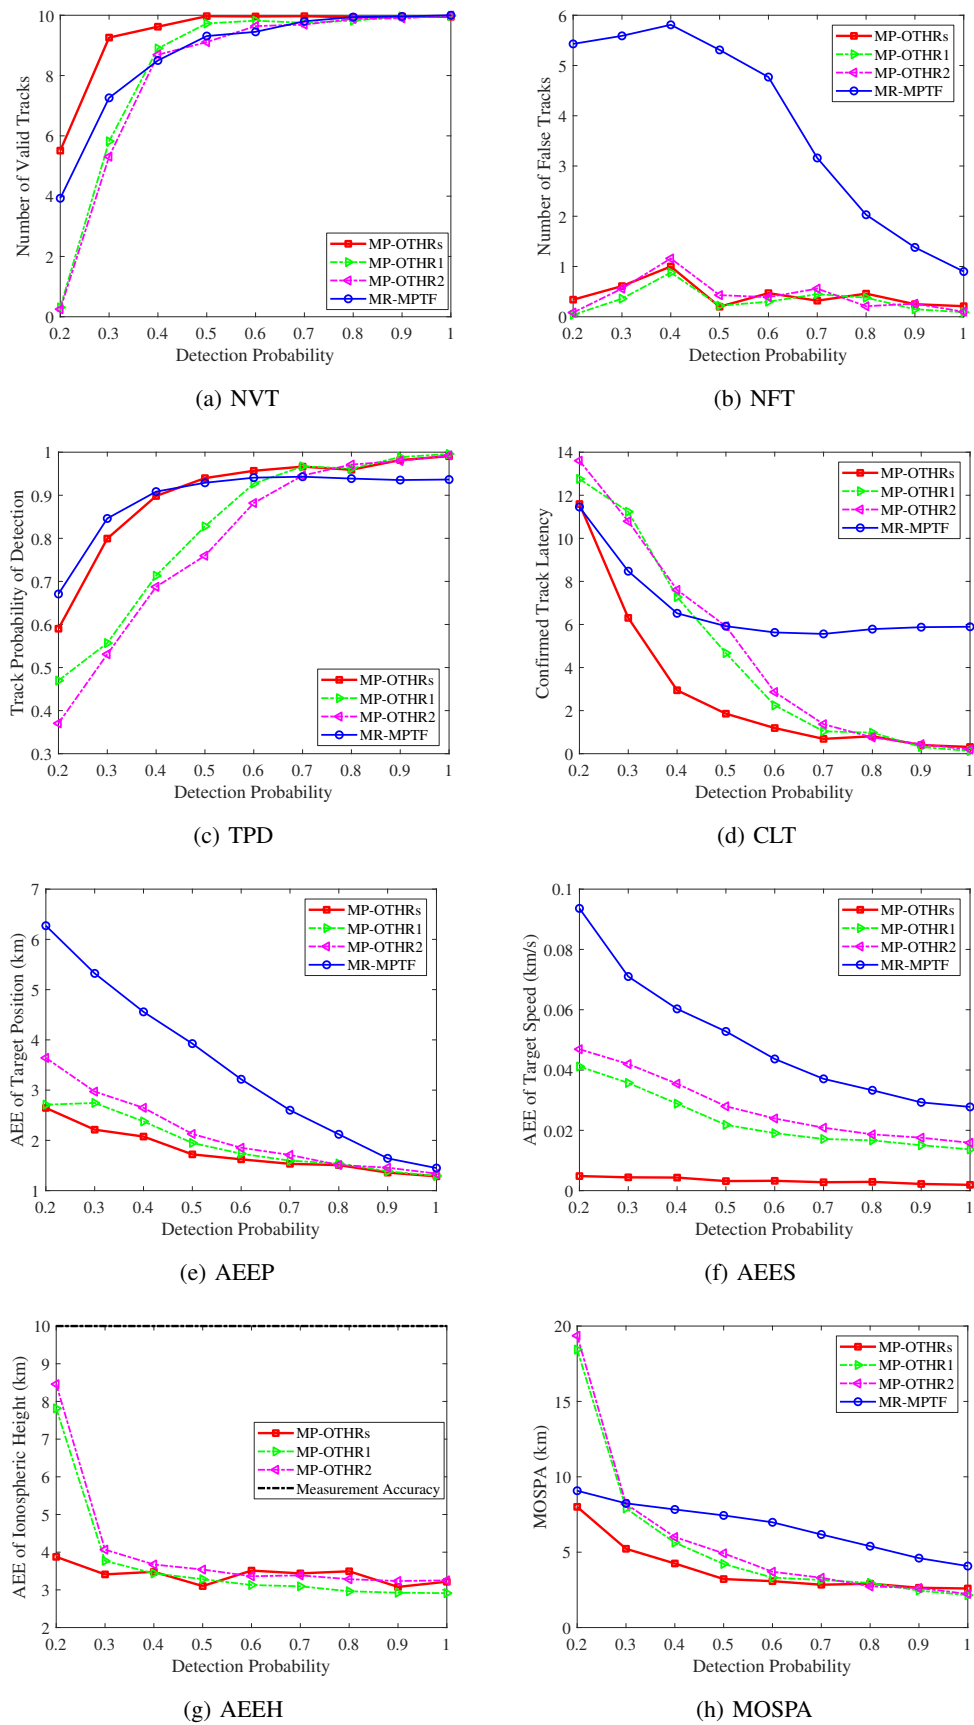 10
8
6
4
2
0
Number of Valid Tracks
MP-OTHRs
MP-OTHR1
MP-OTHR2
MR-MPTF
0.2 0.3 0.4 0.5 0.6 0.7 0.8 0.9 1
Detection Probability
(a) NVT
6
5
4
3
2
1
0
Number of False Tracks
MP-OTHRs
MP-OTHR1
MP-OTHR2
MR-MPTF
0.2 0.3 0.4 0.5 0.6 0.7 0.8 0.9 1
Detection Probability
(b) NFT
1
0.9
0.8
0.7
0.6
0.5
0.4
0.3
Track Probability of Detection
MP-OTHRs
MP-OTHR1
MP-OTHR2
MR-MPTF
0.2 0.3 0.4 0.5 0.6 0.7 0.8 0.9 1
Detection Probability
(c) TPD
14
12
10
8
6
4
2
0
Confirmed Track Latency
MP-OTHRs
MP-OTHR1
MP-OTHR2
MR-MPTF
0.2 0.3 0.4 0.5 0.6 0.7 0.8 0.9 1
Detection Probability
(d) CLT
7
6
5
4
3
2
1
AEE of Target Position (km)
MP-OTHRs
MP-OTHR1
MP-OTHR2
MR-MPTF
0.2 0.3 0.4 0.5 0.6 0.7 0.8 0.9 1
Detection Probability
(e) AEEP
0.1
0.08
0.06
0.04
0.02
0
AEE of Target Speed (km/s)
MP-OTHRs
MP-OTHR1
MP-OTHR2
MR-MPTF
0.2 0.3 0.4 0.5 0.6 0.7 0.8 0.9 1
Detection Probability
(f) AEES
10
9
8
7
6
5
4
3
2
AEE of Ionospheric Height (km)
MP-OTHRs
MP-OTHR1
MP-OTHR2
Measurement Accuracy
0.2 0.3 0.4 0.5 0.6 0.7 0.8 0.9 1
Detection Probability
(g) AEEH
20
15
10
5
0
MOSPA (km)
MP-OTHRs
MP-OTHR1
MP-OTHR2
MR-MPTF
0.2 0.3 0.4 0.5 0.6 0.7 0.8 0.9 1
Detection Probability
(h) MOSPA